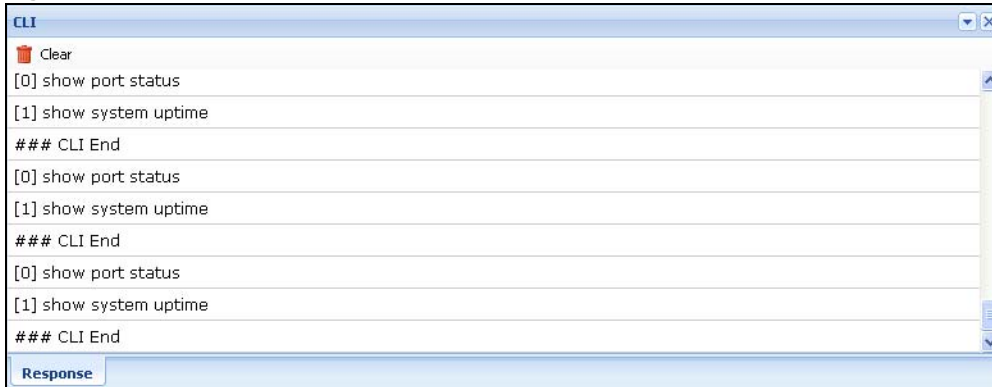 CLI
Clear
[0] show port status
[1] show system uptime
### CLI End
[0] show port status
[1] show system uptime
### CLI End
[0] show port status
[1] show system uptime
### CLI End
Response